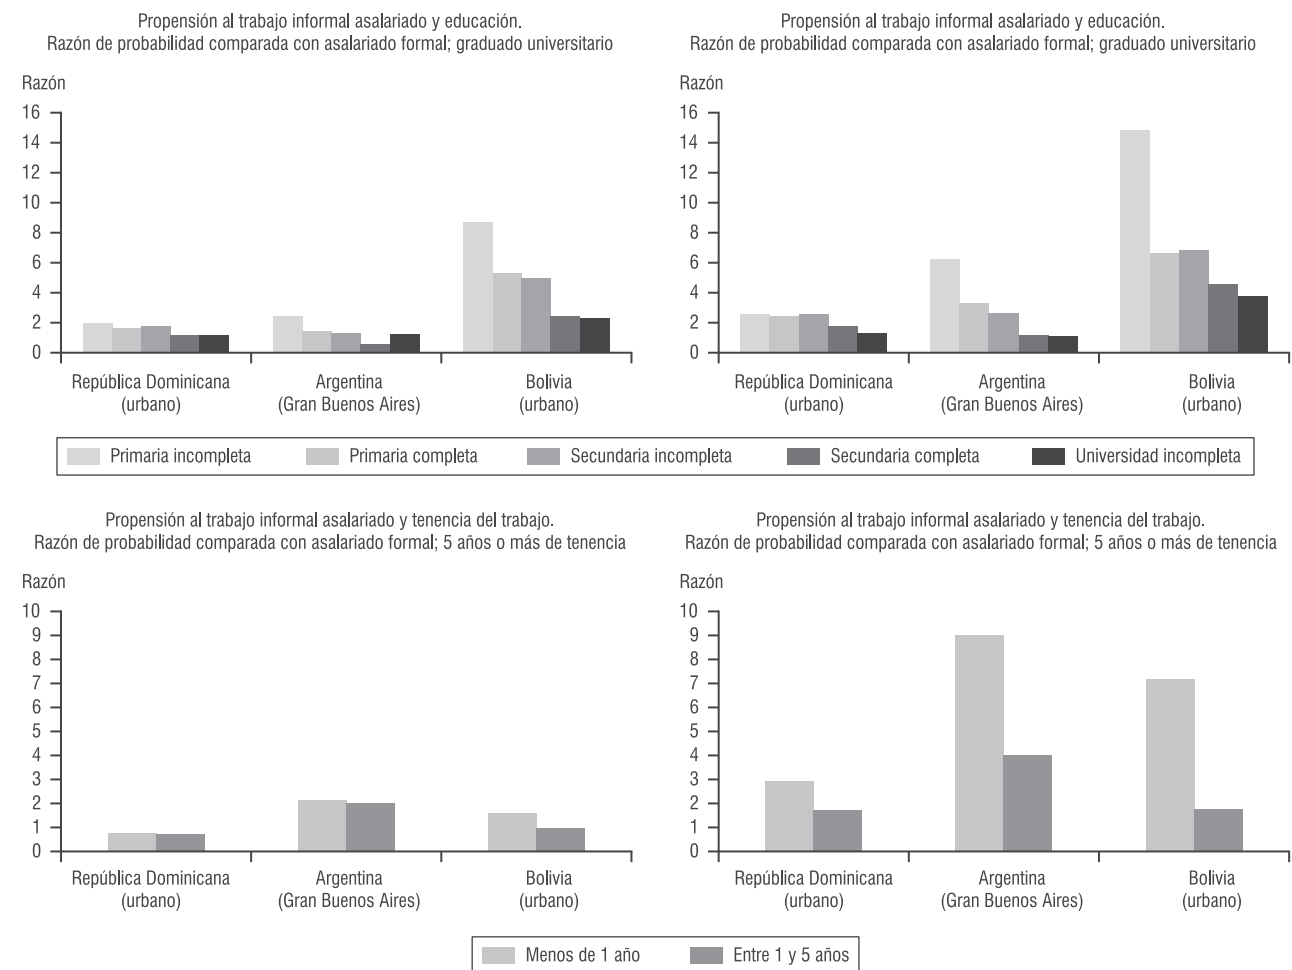 Propensión al trabajo informal asalariado y educación.
Razón de probabilidad comparada con asalariado formal; graduado universitario
Razón
16
14
12
10
8
6
4
2
0
República Dominicana
(urbano)
Argentina
(Gran Buenos Aires)
Bolivia
(urbano)
Propensión al trabajo informal asalariado y educación.
Razón de probabilidad comparada con asalariado formal; graduado universitario
Razón
16
14
12
10
8
6
4
2
0
República Dominicana
(urbano)
Argentina
(Gran Buenos Aires)
Bolivia
(urbano)
Primaria incompleta
Primaria completa
Secundaria incompleta
Secundaria completa
Universidad incompleta
Propensión al trabajo informal asalariado y tenencia del trabajo.
Razón de probabilidad comparada con asalariado formal; 5 años o más de tenencia
Razón
10
9
8
7
6
5
4
3
2
1
0
República Dominicana
(urbano)
Argentina
(Gran Buenos Aires)
Bolivia
(urbano)
Propensión al trabajo informal asalariado y tenencia del trabajo.
Razón de probabilidad comparada con asalariado formal; 5 años o más de tenencia
Razón
10
9
8
7
6
5
4
3
2
1
0
República Dominicana
(urbano)
Argentina
(Gran Buenos Aires)
Bolivia
(urbano)
Menos de 1 año
Entre 1 y 5 años